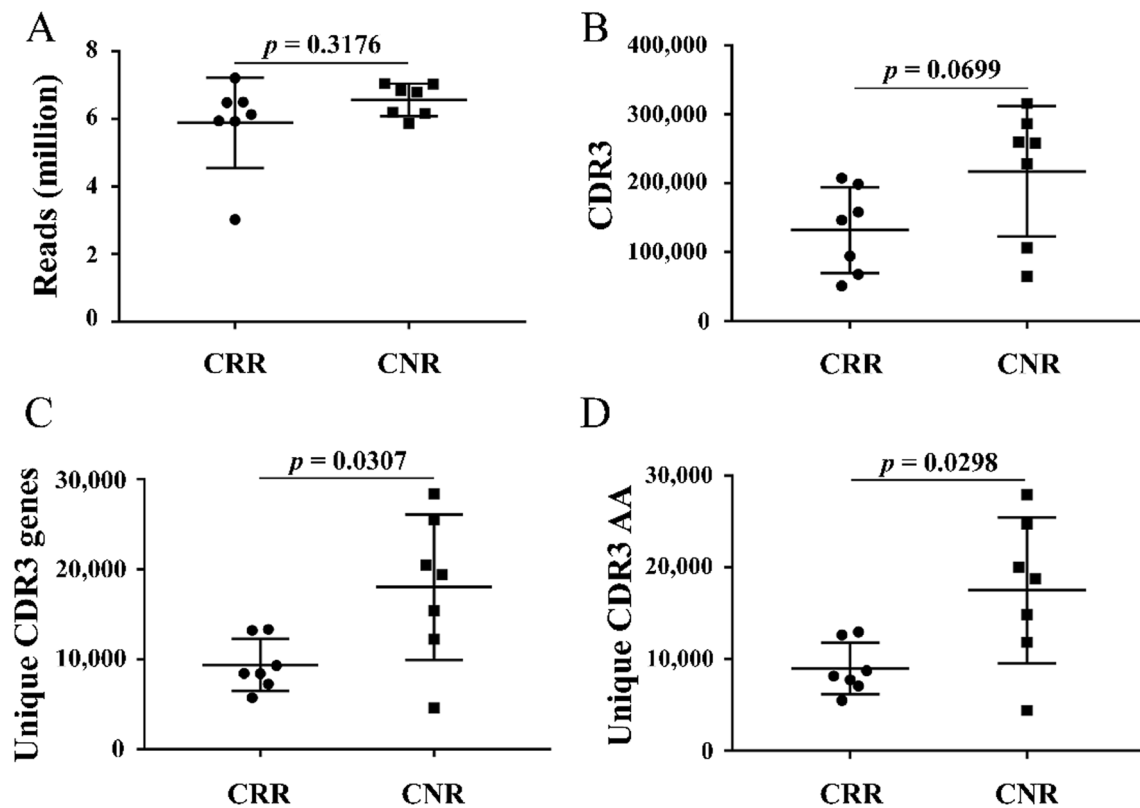 A
Reads (million)
8
6
4
2
0
p = 0.3176
CRR
CNR
B
CDR3
400,000
300,000
200,000
100,000
0
p = 0.0699
CRR
CNR
C
Unique CDR3 genes
30,000
20,000
10,000
0
p = 0.0307
CRR
CNR
D
Unique CDR3 AA
30,000
20,000
10,000
0
p = 0.0298
CRR
CNR